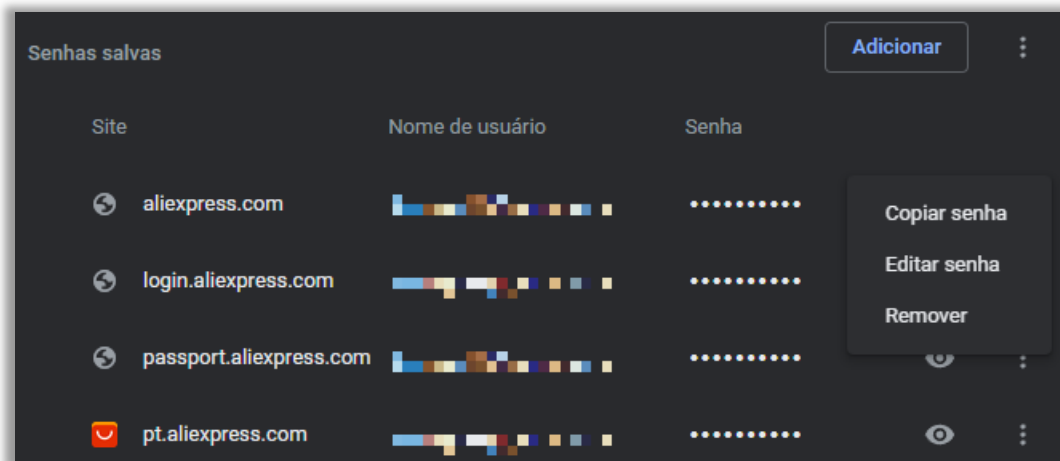 Senhas salvas
Adicionar
Site Nome de usuário Senha
aliexpress.com ••••••••••
Copiar senha
login.aliexpress.com ••••••••••
Editar senha
Remover
passport.aliexpress.com ••••••••••
pt.aliexpress.com ••••••••••